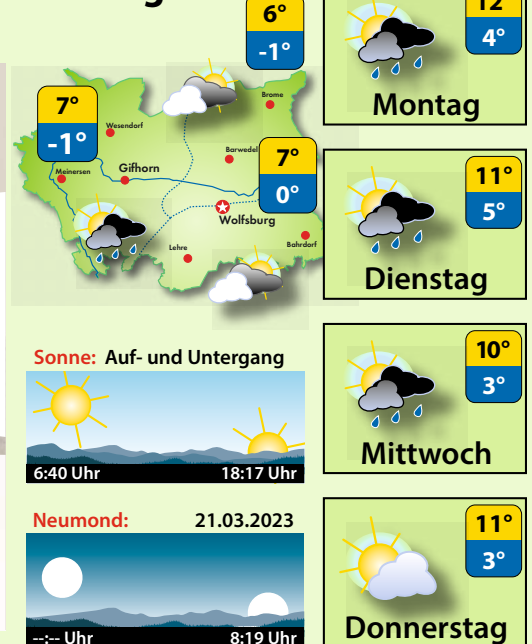 6°
-1°
7°
-1°
Brome
Wesendorf
Barwedel
7°
0°
Meinersen
Gifhorn
Wolfsburg
Lehre
Bahrdorf
12°
4°
Montag
11°
5°
Dienstag
10°
3°
Mittwoch
11°
3°
Donnerstag
Sonne: Auf- und Untergang
6:40 Uhr 18:17 Uhr
Neumond: 21.03.2023
--:-- Uhr 8:19 Uhr